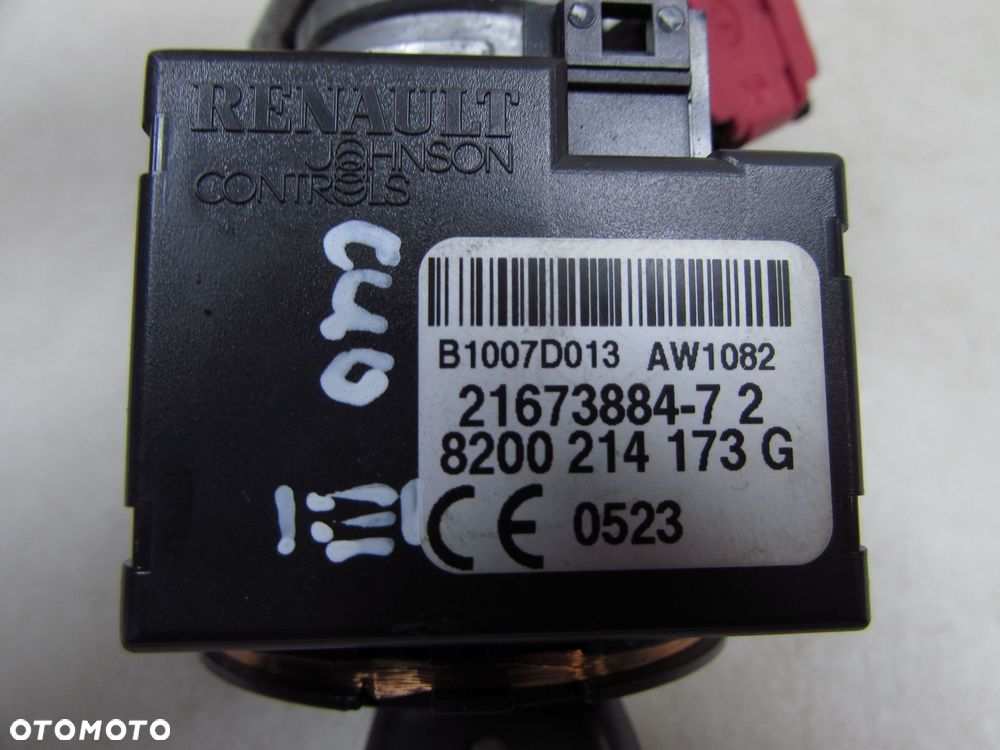 RENAULT
JOHNSON
CONTROLS
B1007D013 AW1082
21673884-7 2
8200 214 173 G
CE 0523
OTOMOTO